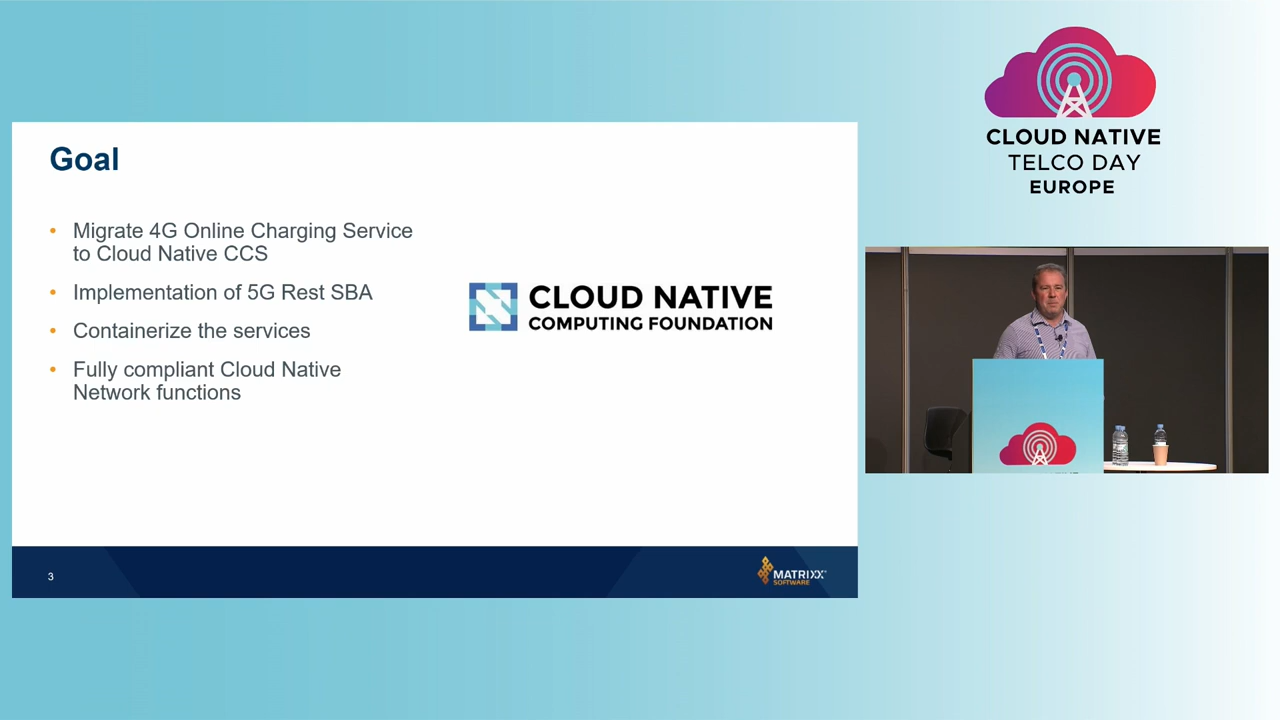 Goal
• Migrate 4G Online Charging Service
to Cloud Native CCS
• Implementation of 5G Rest SBA
• Containerize the services
• Fully compliant Cloud Native
Network functions
CLOUD NATIVE
COMPUTING FOUNDATION
3
MATRIXX
SOFTWARE
CLOUD NATIVE
TELCO DAY
EUROPE